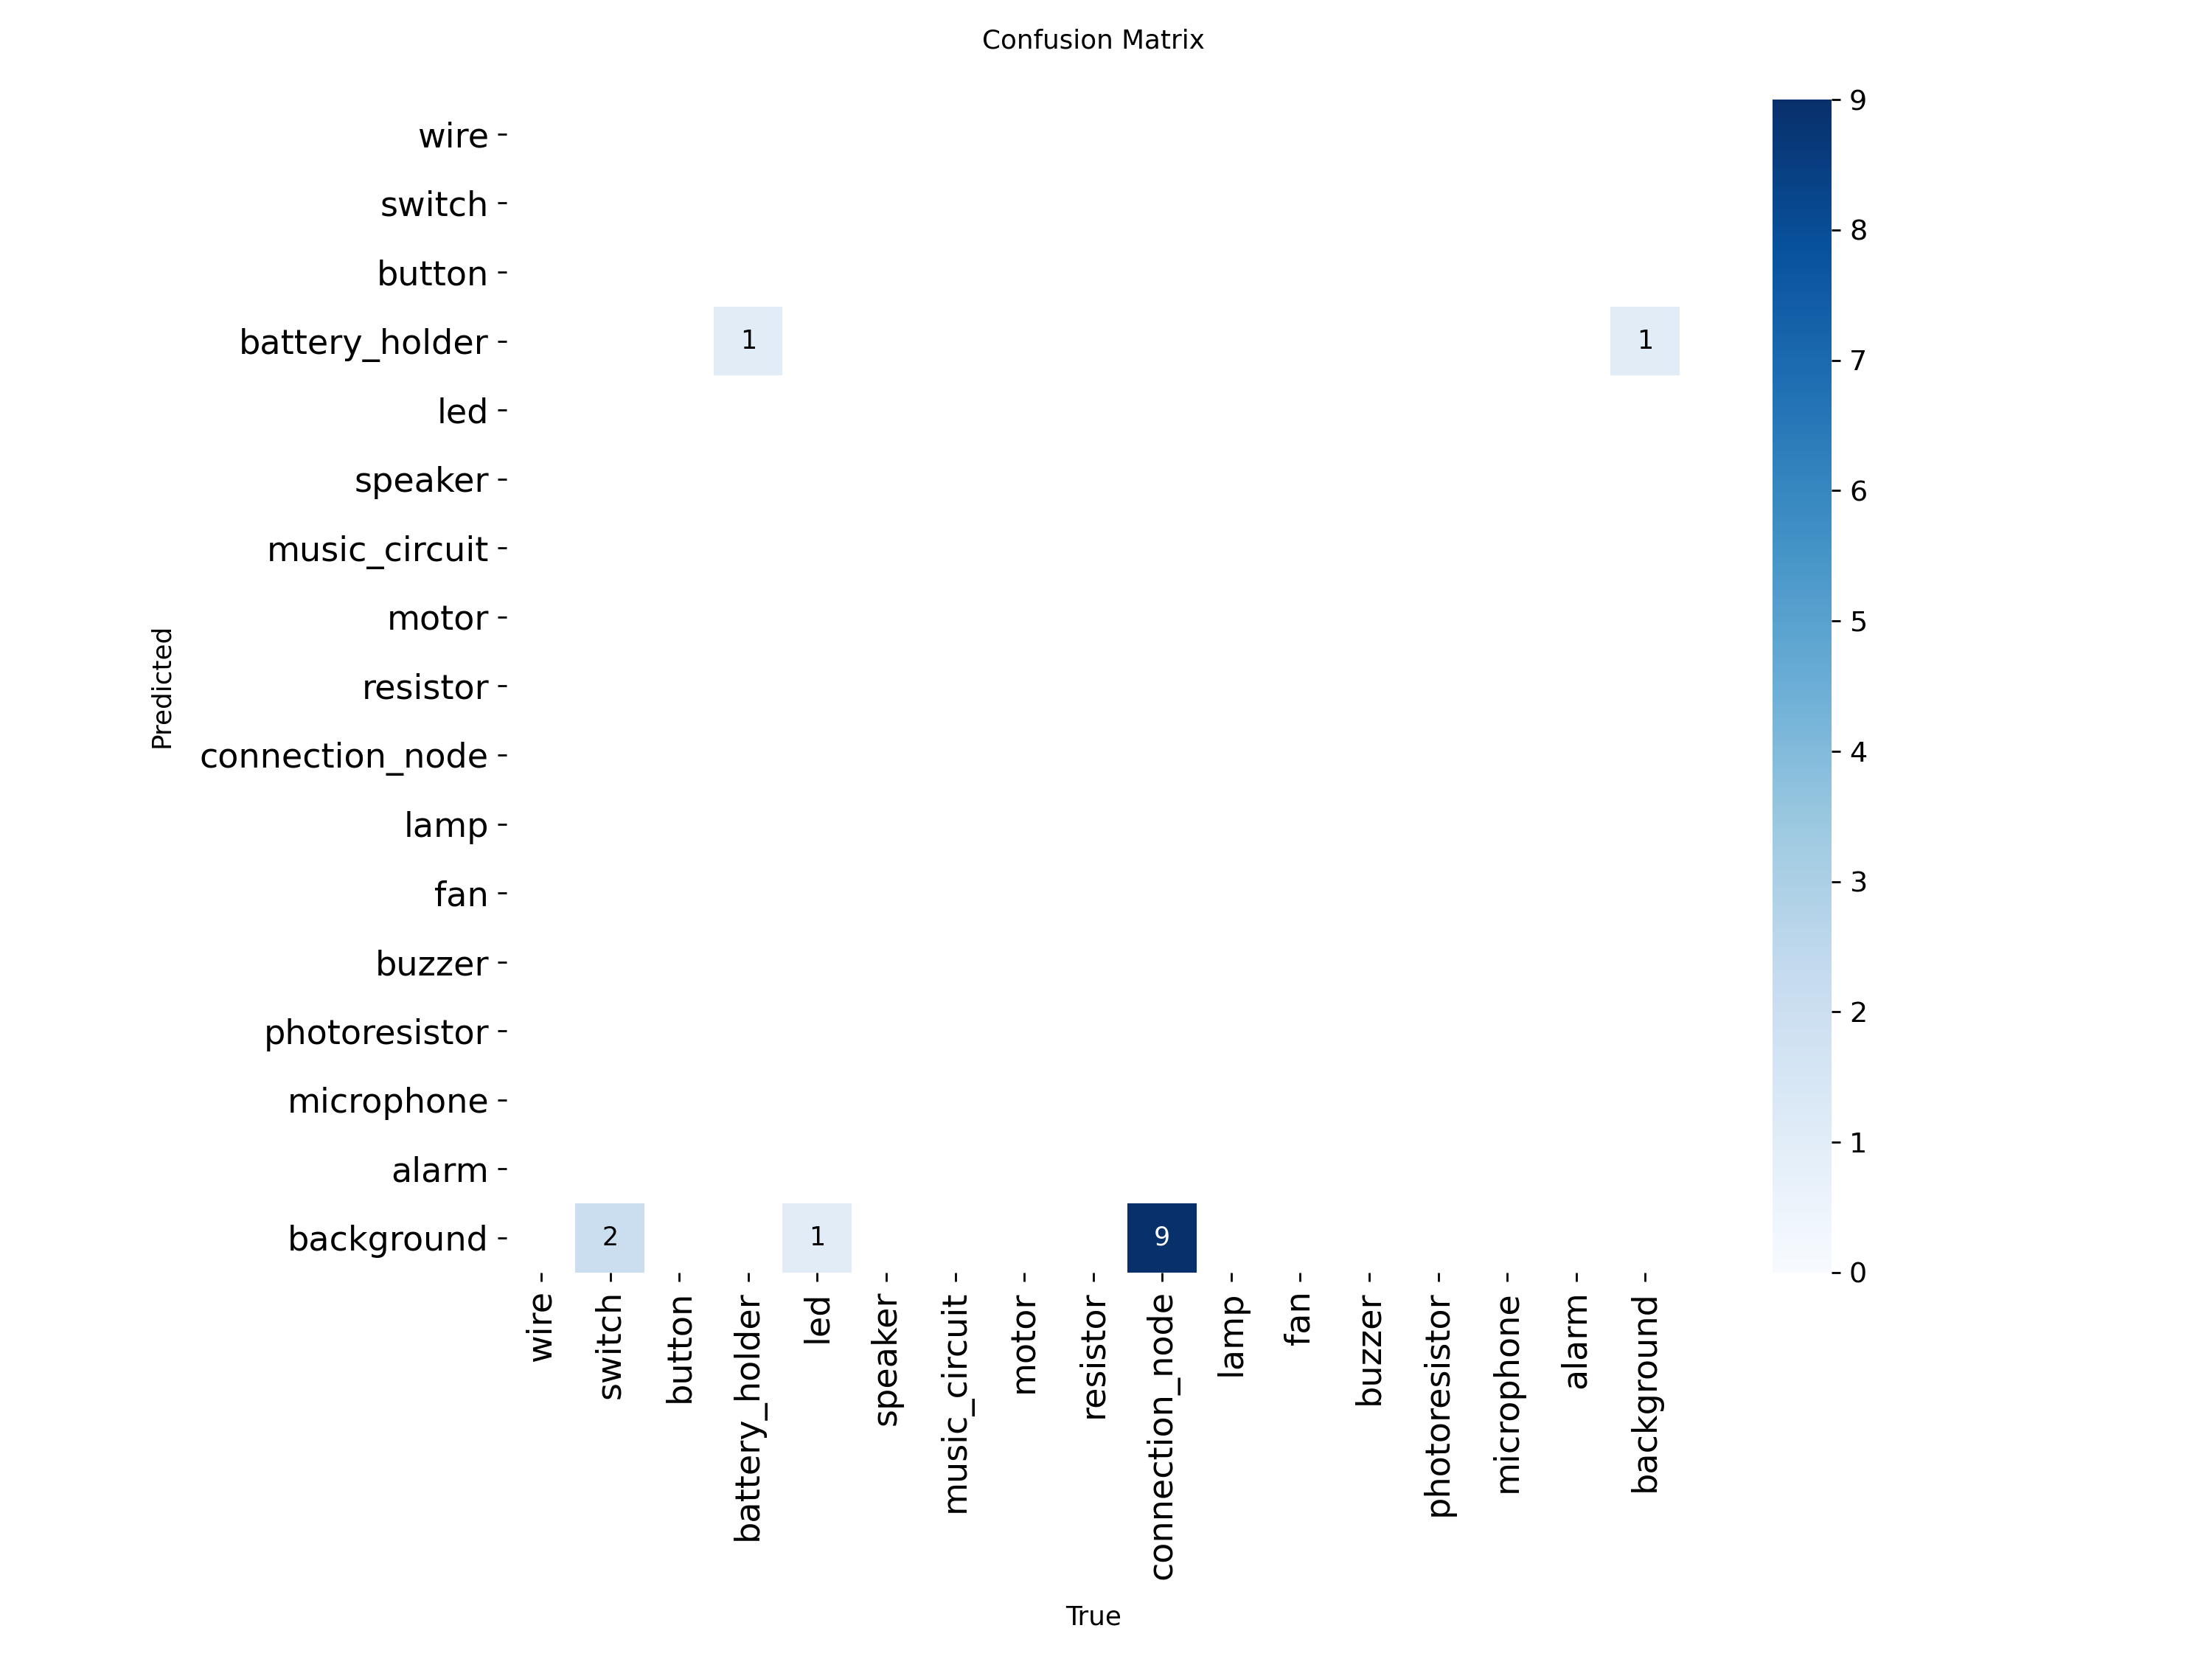 Confusion Matrix
Predicted
wire
switch
button
battery_holder 1 1
led
speaker
music_circuit
motor
resistor
connection_node
lamp
fan
buzzer
photoresistor
microphone
alarm
background 2 1 9
wire switch button battery_holder led speaker music_circuit motor resistor connection_node lamp fan buzzer photoresistor microphone alarm background
True
9
8
7
6
5
4
3
2
1
0